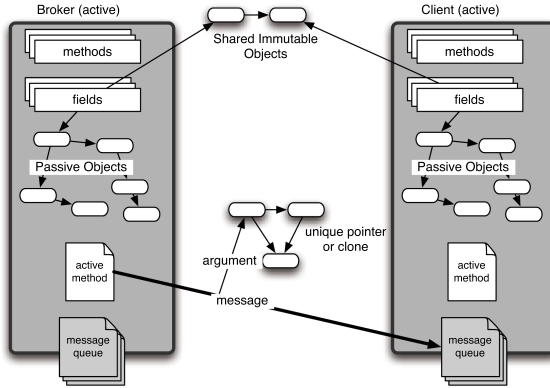 Broker (active)
Client (active)
methods
Shared Immutable
Objects
methods
fields
fields
Passive Objects
Passive Objects
unique pointer
or clone
argument
active
method
active
method
message
message
queue
message
queue